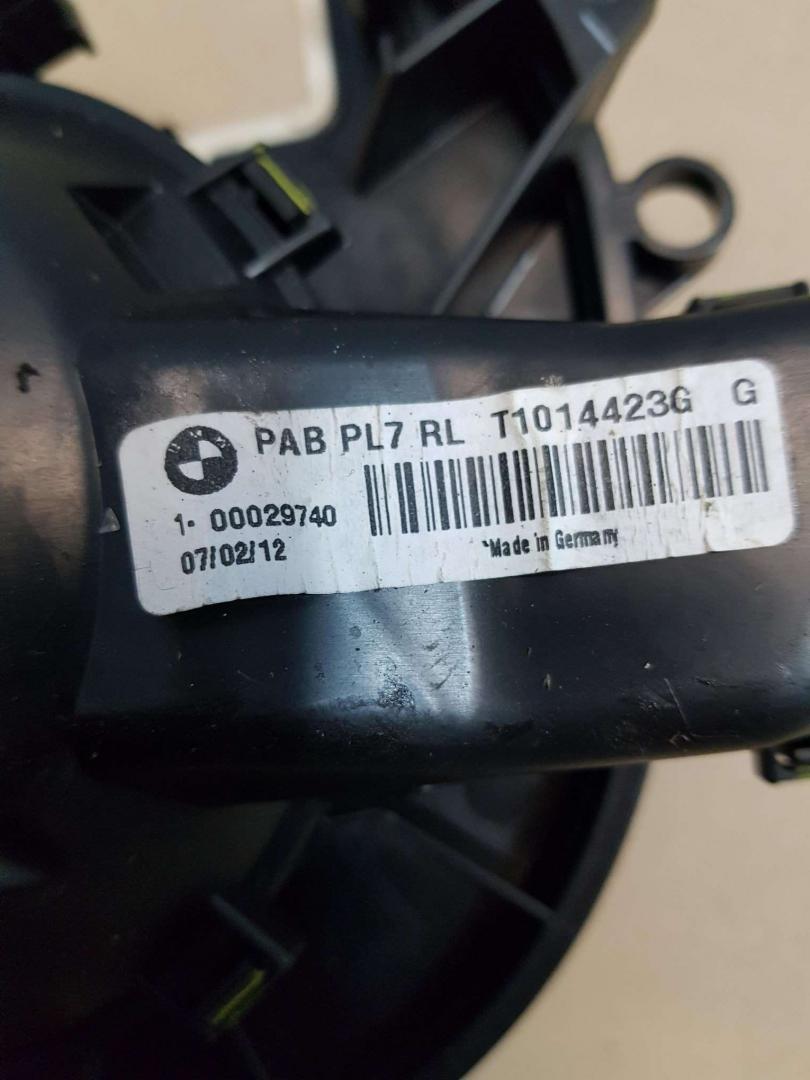 PAB PL7 RL T1014423G G
1- 00029740
07/02/12
Made in Germany